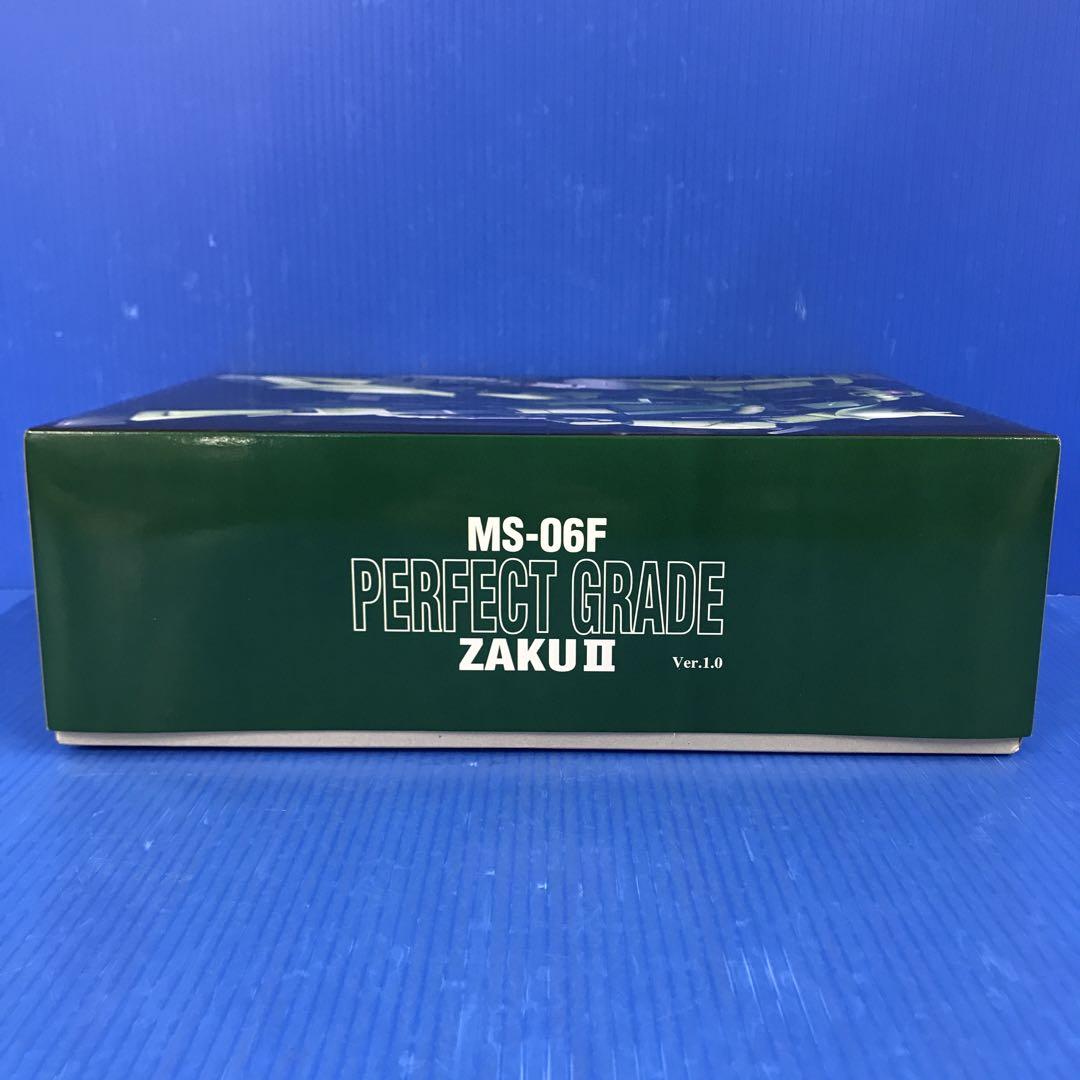 MS-06F
PERFECT GRADE
ZAKU II
Ver.1.0